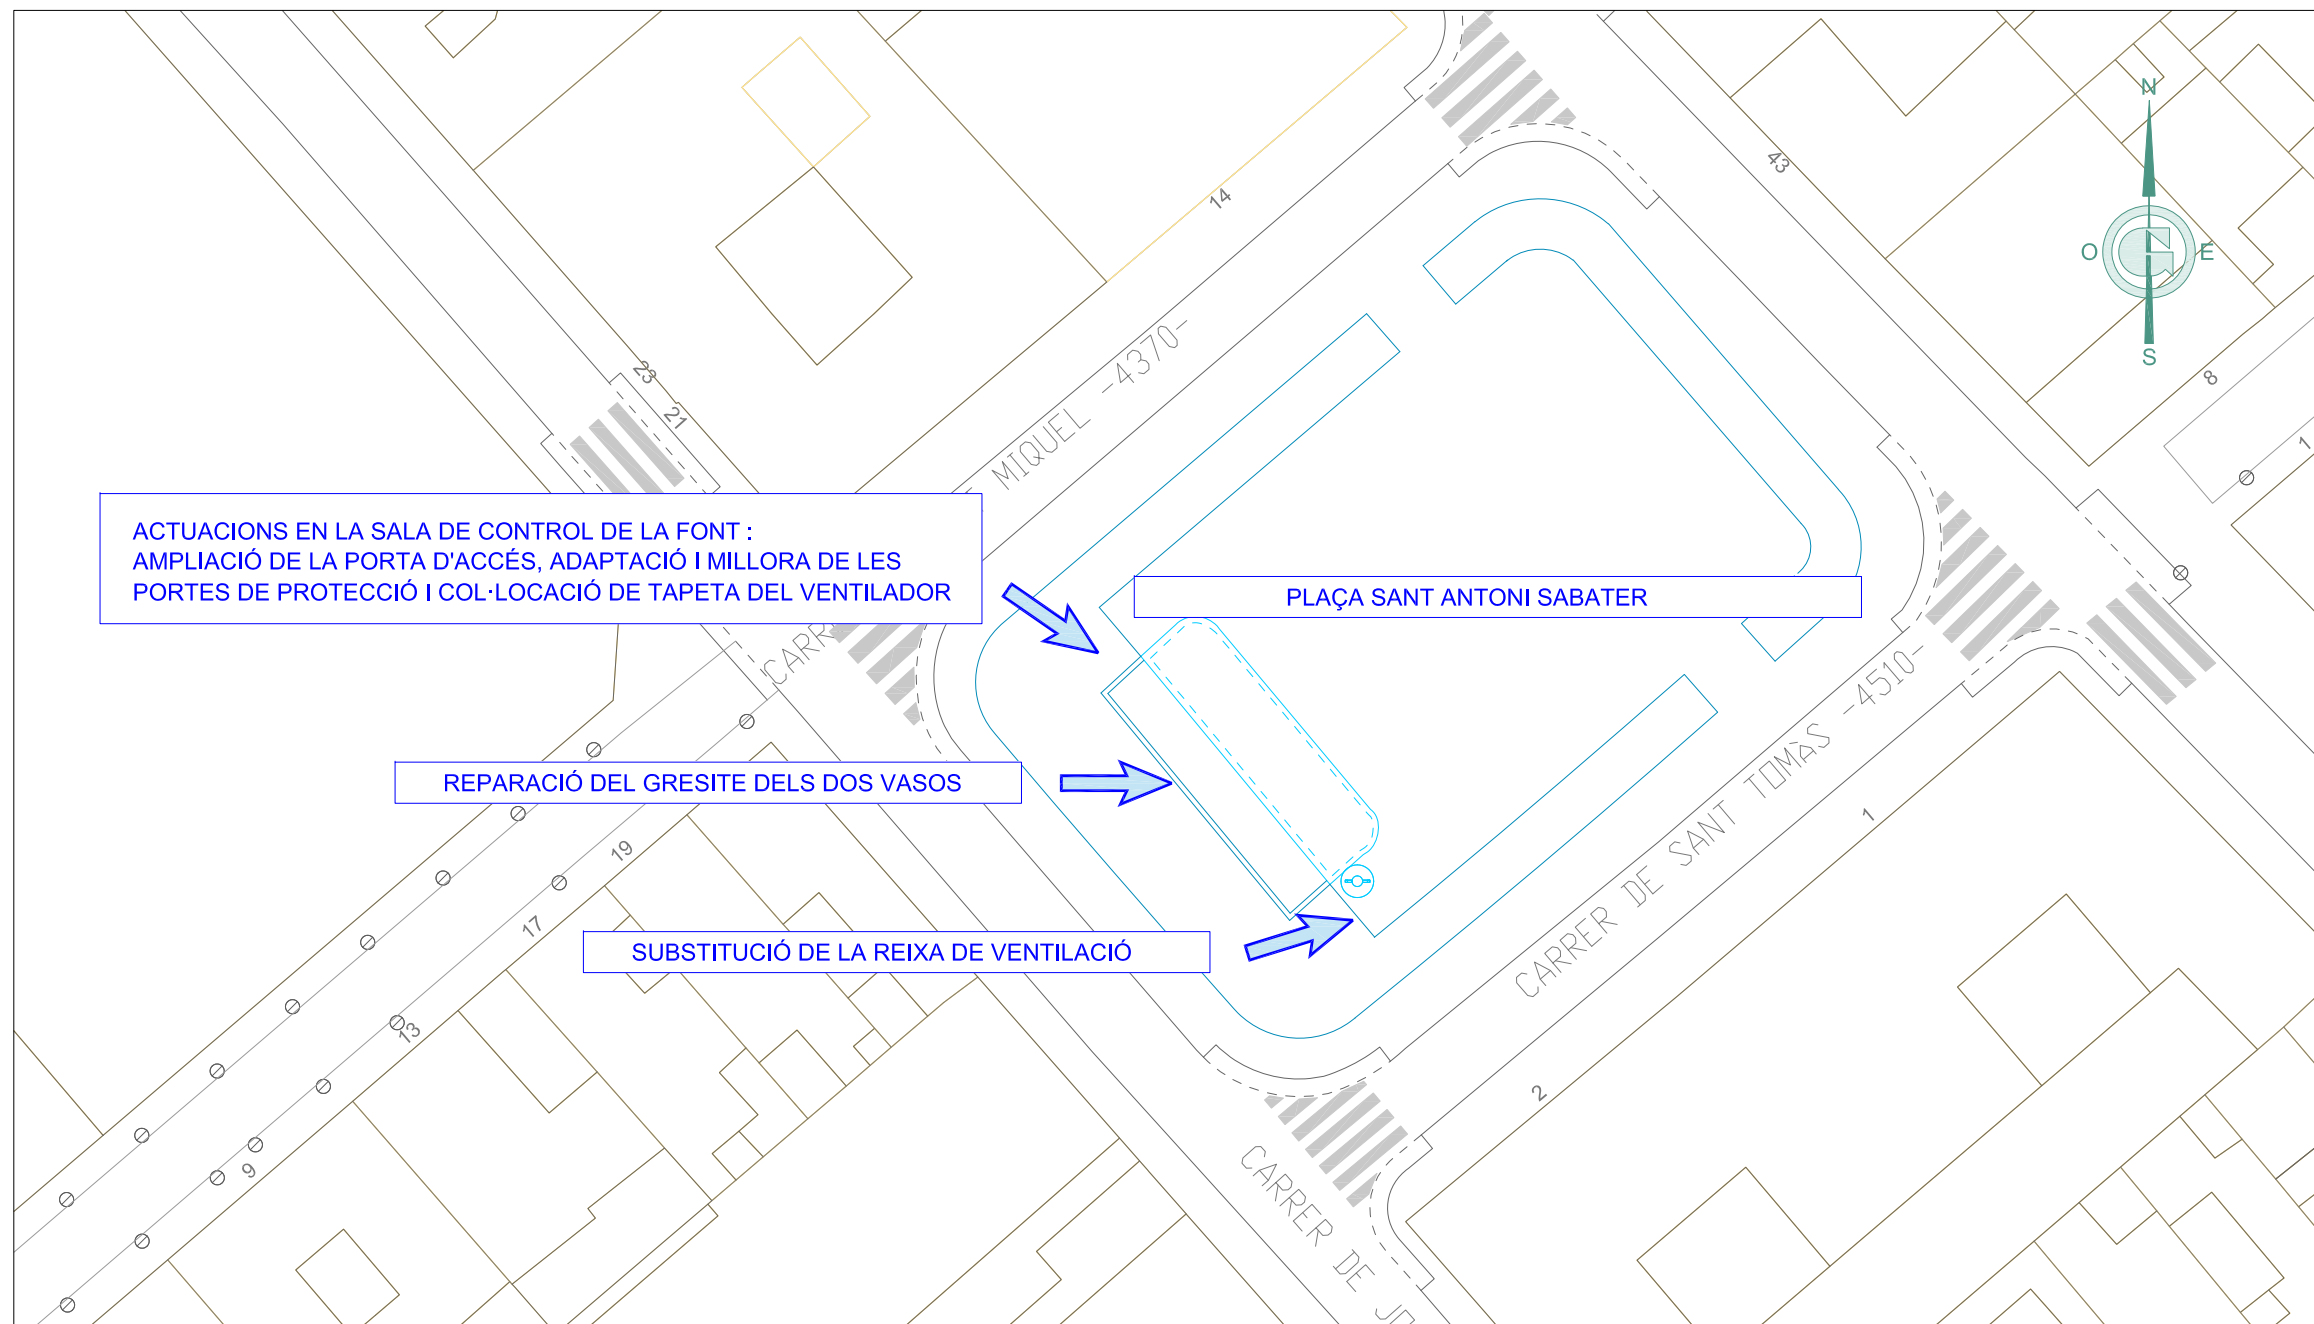 N
O
E
S
43
14
8
1
23
21
MIQUEL -4370-
ACTUACIONS EN LA SALA DE CONTROL DE LA FONT :
AMPLIACIÓ DE LA PORTA D'ACCÉS, ADAPTACIÓ I MILLORA DE LES
PORTES DE PROTECCIÓ I COL·LOCACIÓ DE TAPETA DEL VENTILADOR
PLAÇA SANT ANTONI SABATER
CARR
REPARACIÓ DEL GRESITE DELS DOS VASOS
CARRER DE SANT TOMÀS -4510-
1
19
17
SUBSTITUCIÓ DE LA REIXA DE VENTILACIÓ
13
2
9
CARRER DE